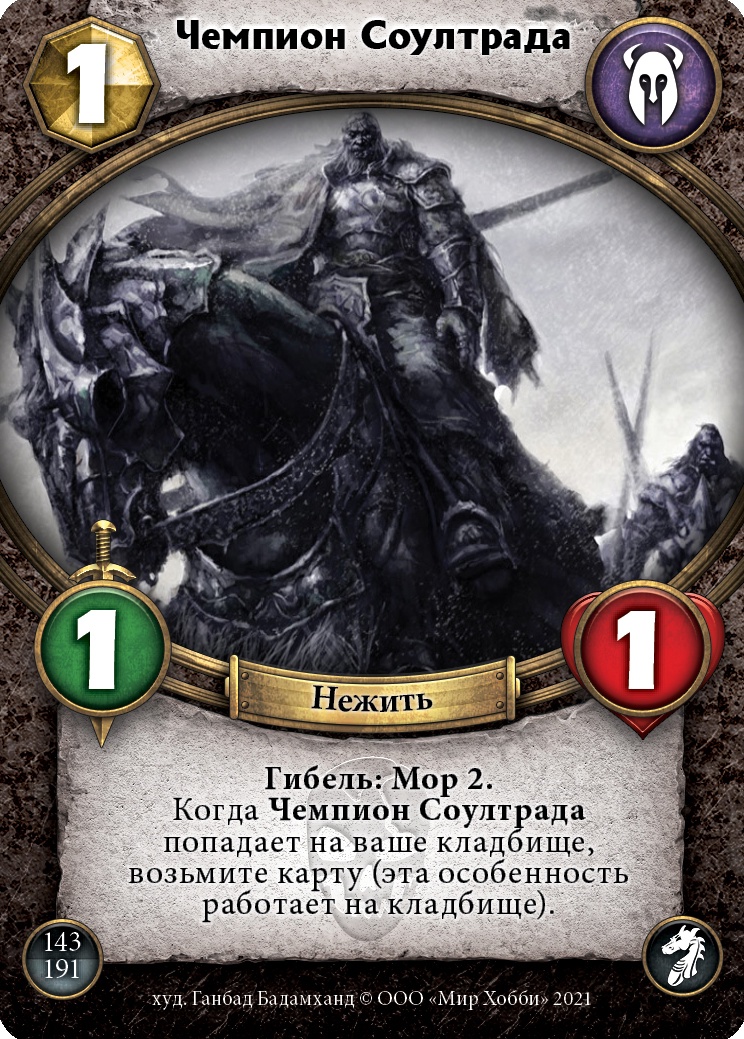 Чемпион Соултрада
1
1
1
Нежить
Гибель: Мор 2.
Когда Чемпион Соултрада
попадает на ваше кладбище,
возьмите карту (эта особенность
работает на кладбище).
143
191
худ. Ганбад Бадамханд © ООО «Мир Хобби» 2021